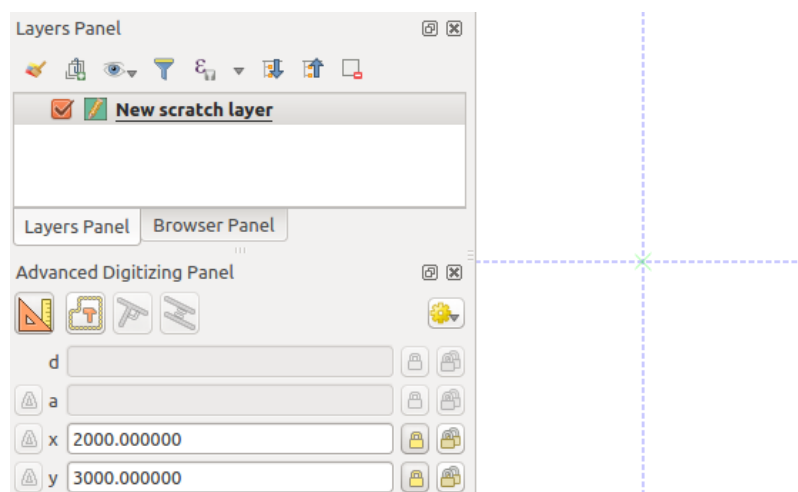 Layers Panel
New scratch layer
Layers Panel Browser Panel
Advanced Digitizing Panel
d
a
x 2000.000000
y 3000.000000